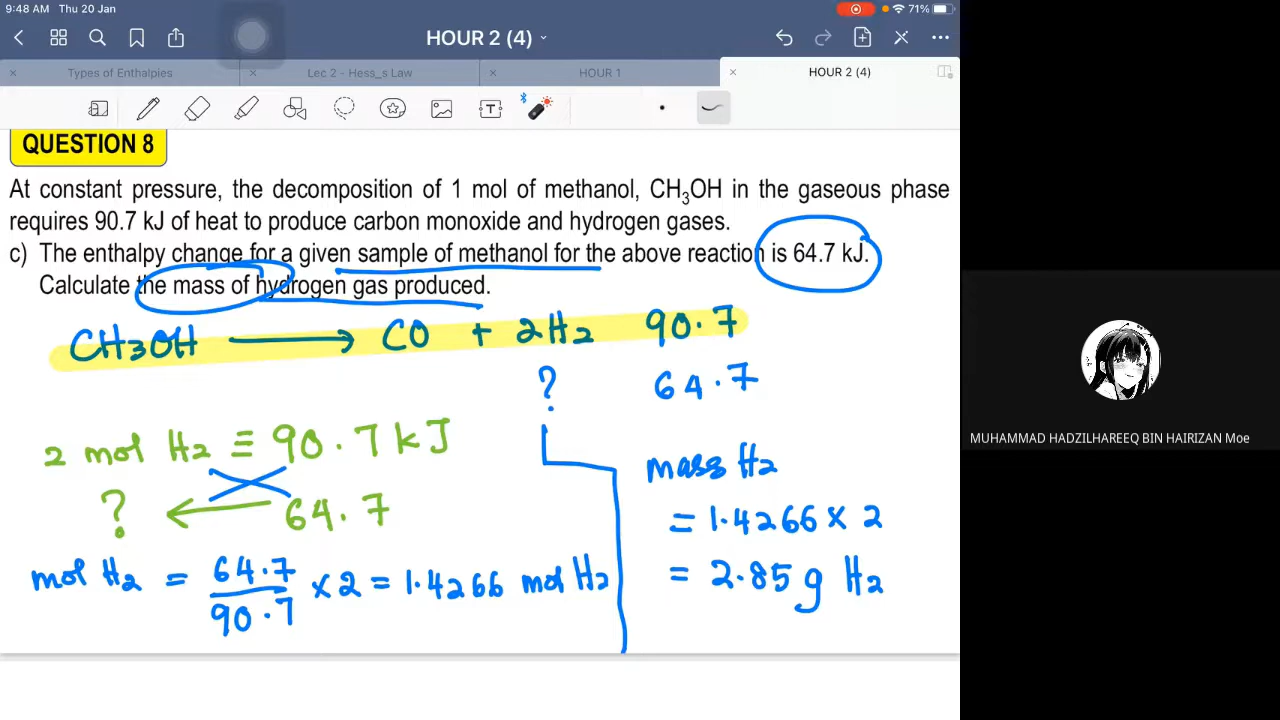 9:48 AM Thu 20 Jan
71%
HOUR 2 (4)
Types of Enthalpies
Lec 2 - Hess_s Law
HOUR 1
HOUR 2 (4)
QUESTION 8
At constant pressure, the decomposition of 1 mol of methanol, CH3OH in the gaseous phase
requires 90.7 kJ of heat to produce carbon monoxide and hydrogen gases.
c) The enthalpy change for a given sample of methanol for the above reaction is 64.7 kJ.
Calculate the mass of hydrogen gas produced.
CH3OH ⟶ CO + 2H2 90.7
? 64.7
2 mol H2 ≡ 90.7 kJ
? ← 64.7
mol H2 = 64.7/90.7 × 2 = 1.4266 mol H2
mass H2
= 1.4266 × 2
= 2.85 g H2
MUHAMMAD HADZILHAREEQ BIN HAIRIZAN Moe